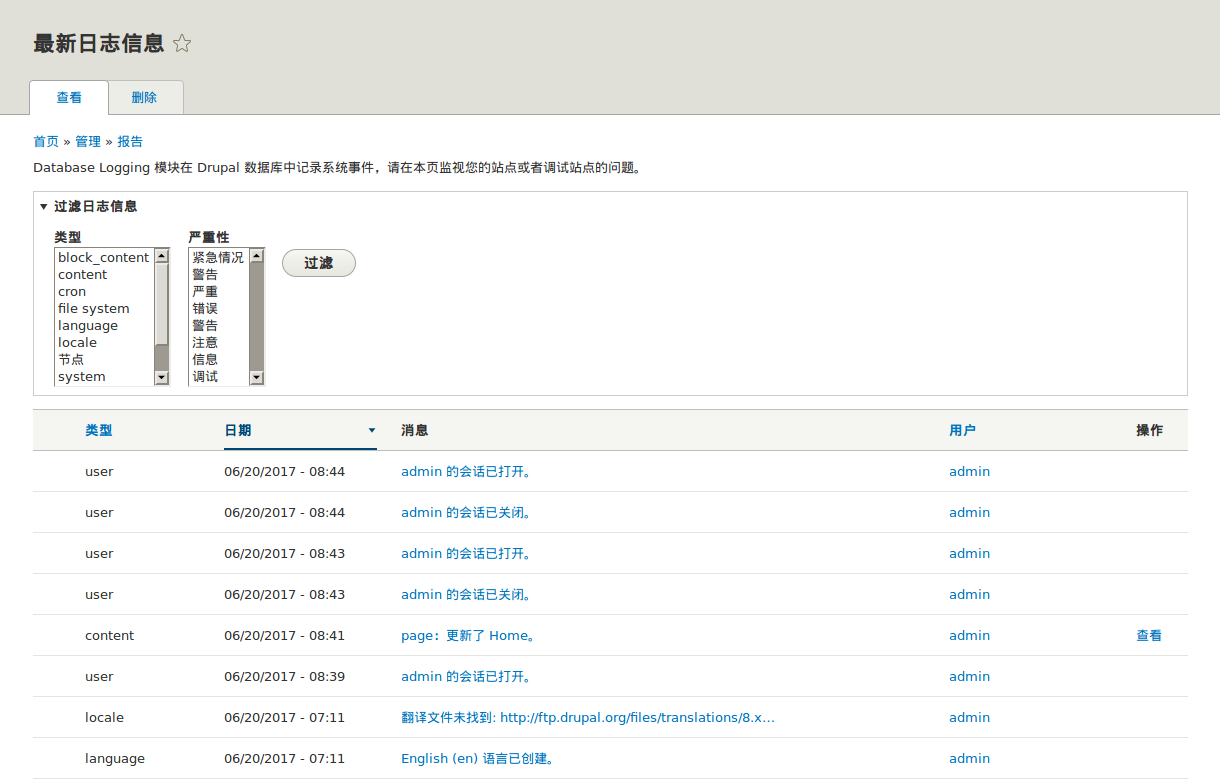 最新日志信息
查看 删除
首页 » 管理 » 报告
Database Logging 模块在 Drupal 数据库中记录系统事件，请在本页监视您的站点或者调试站点的问题。
过滤日志信息
类型 严重性
block_content 紧急情况 过滤
content 警告
cron 严重
file system 错误
language 警告
locale 注意
节点 信息
system 调试
类型 日期 消息 用户 操作
user 06/20/2017 - 08:44 admin 的会话已打开。 admin
user 06/20/2017 - 08:44 admin 的会话已关闭。 admin
user 06/20/2017 - 08:43 admin 的会话已打开。 admin
user 06/20/2017 - 08:43 admin 的会话已关闭。 admin
content 06/20/2017 - 08:41 page：更新了 Home。 admin 查看
user 06/20/2017 - 08:39 admin 的会话已打开。 admin
locale 06/20/2017 - 07:11 翻译文件未找到: http://ftp.drupal.org/files/translations/8.x… admin
language 06/20/2017 - 07:11 English (en) 语言已创建。 admin